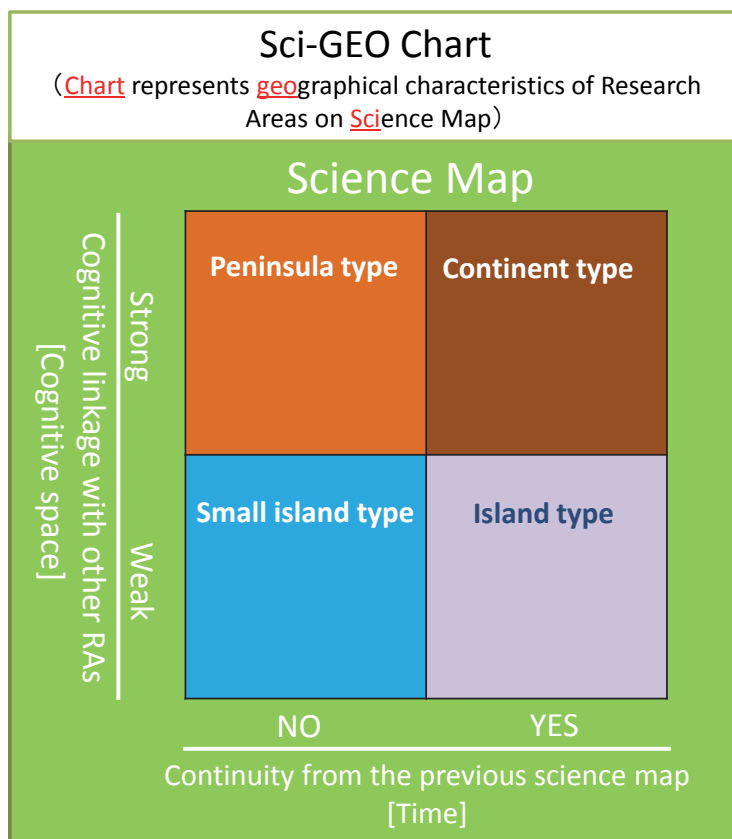 Sci-GEO Chart
（Chart represents geographical characteristics of Research
Areas on Science Map）
Science Map
Peninsula type
Continent type
Small island type
Island type
Strong
Weak
Cognitive linkage with other RAs
[Cognitive space]
NO
YES
Continuity from the previous science map
[Time]